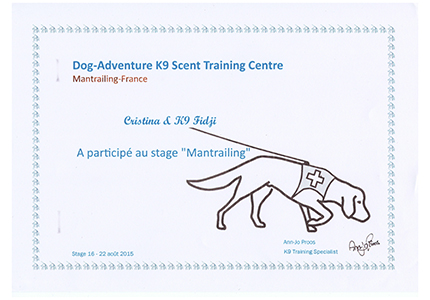 Dog-Adventure K9 Scent Training Centre
Mantrailing-France
Cristina & K9 Fidji
A participé au stage "Mantrailing"
Ann-Jo Proos
K9 Training Specialist
Stage 16 - 22 août 2015